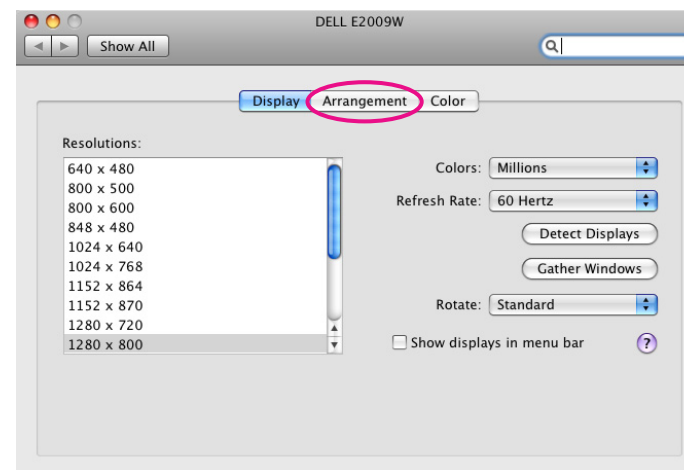 DELL E2009W
Show All
Display Arrangement Color
Resolutions:
640 x 480
800 x 500
800 x 600
848 x 480
1024 x 640
1024 x 768
1152 x 864
1152 x 870
1280 x 720
1280 x 800
Colors: Millions
Refresh Rate: 60 Hertz
Detect Displays
Gather Windows
Rotate: Standard
Show displays in menu bar ?